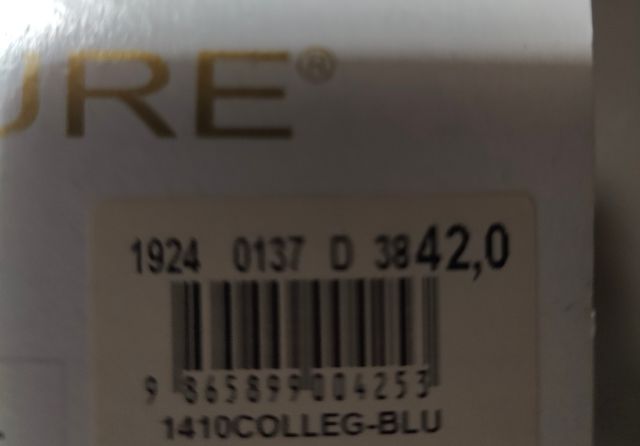 URE®
1924 0137 D 38 42,0
9 865899 004253
1410COLLEG-BLU